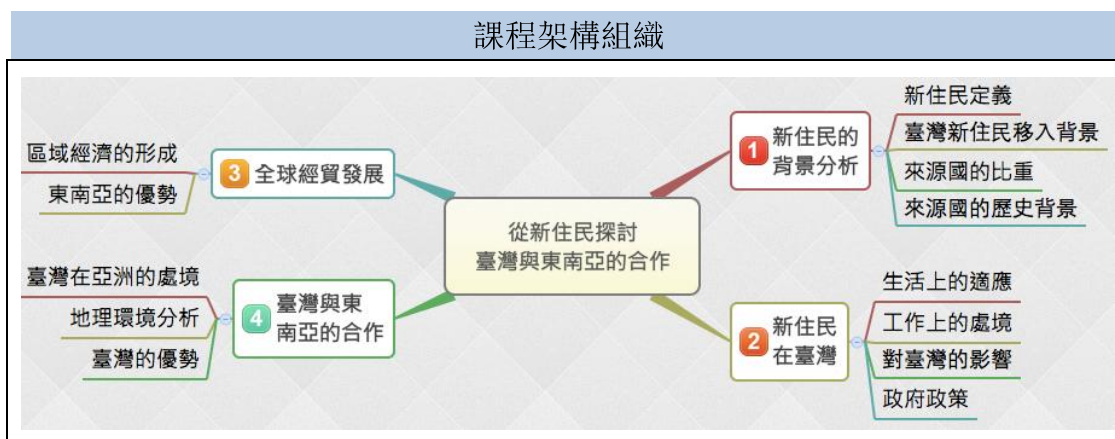 課程架構組織
從新住民探討
臺灣與東南亞的合作
1
新住民的
背景分析
新住民定義
臺灣新住民移入背景
來源國的比重
來源國的歷史背景
2
新住民
在臺灣
生活上的適應
工作上的處境
對臺灣的影響
政府政策
3 全球經貿發展
區域經濟的形成
東南亞的優勢
4
臺灣與東
南亞的合作
臺灣在亞洲的處境
地理環境分析
臺灣的優勢